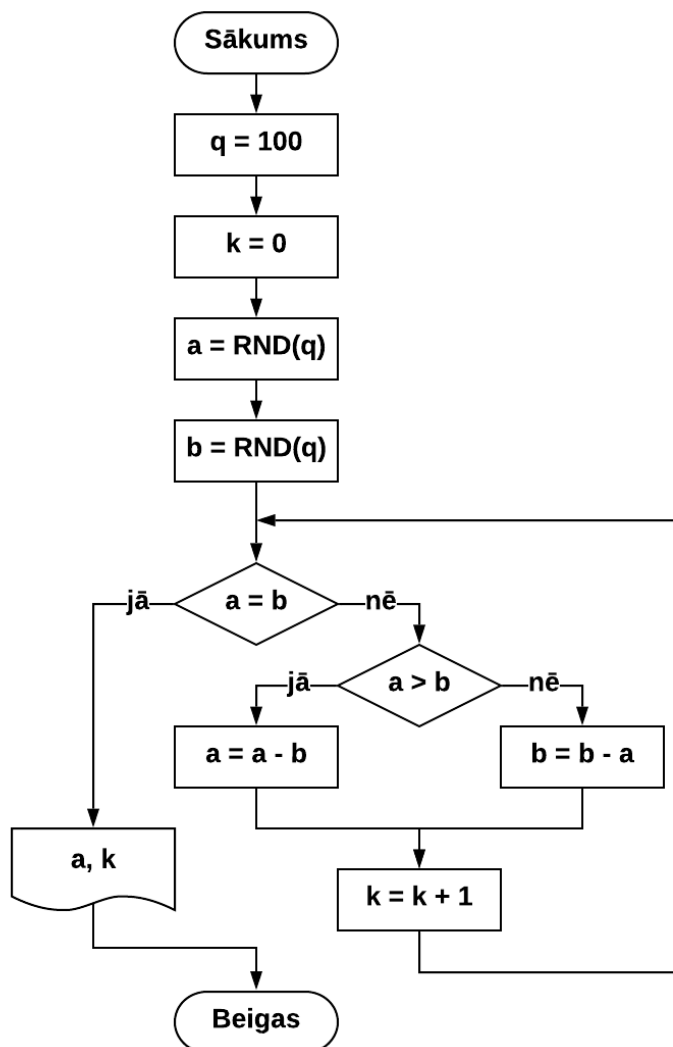 Sākums
q = 100
k = 0
a = RND(q)
b = RND(q)
jā
a = b
nē
jā
a > b
nē
a = a - b
b = b - a
a, k
k = k + 1
Beigas